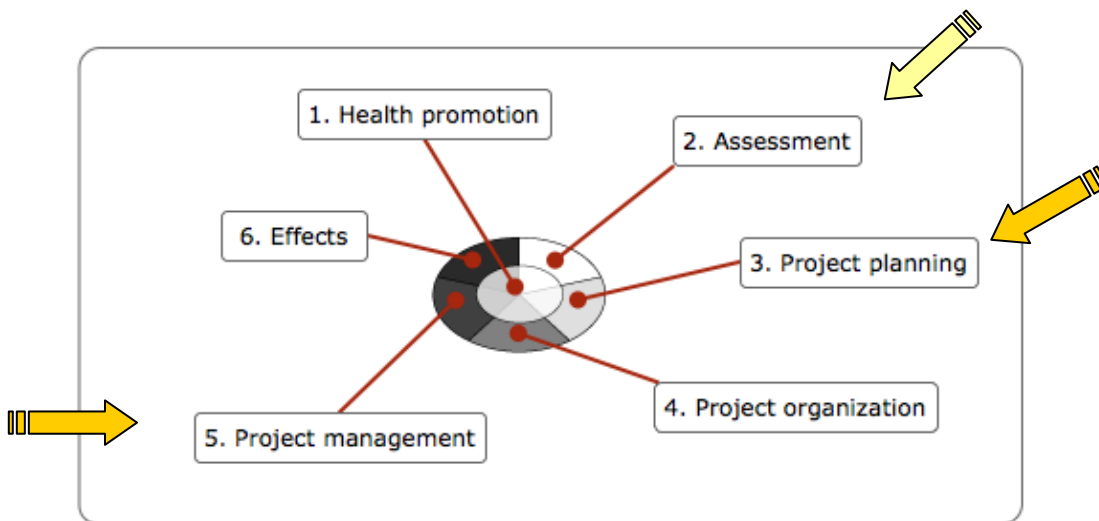 1. Health promotion
2. Assessment
3. Project planning
4. Project organization
5. Project management
6. Effects